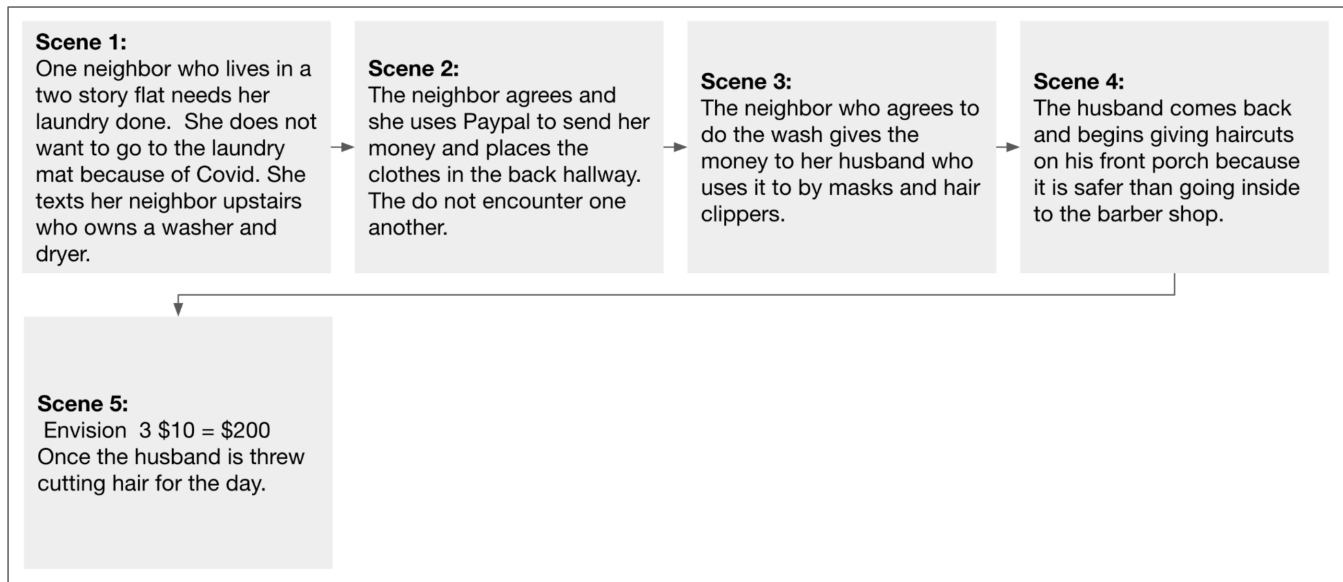 Scene 1:
One neighbor who lives in a
two story flat needs her
laundry done.  She does not
want to go to the laundry
mat because of Covid. She
texts her neighbor upstairs
who owns a washer and
dryer.
Scene 2:
The neighbor agrees and
she uses Paypal to send her
money and places the
clothes in the back hallway.
The do not encounter one
another.
Scene 3:
The neighbor who agrees to
do the wash gives the
money to her husband who
uses it to by masks and hair
clippers.
Scene 4:
The husband comes back
and begins giving haircuts
on his front porch because
it is safer than going inside
to the barber shop.
Scene 5:
Envision  3 $10 = $200
Once the husband is threw
cutting hair for the day.